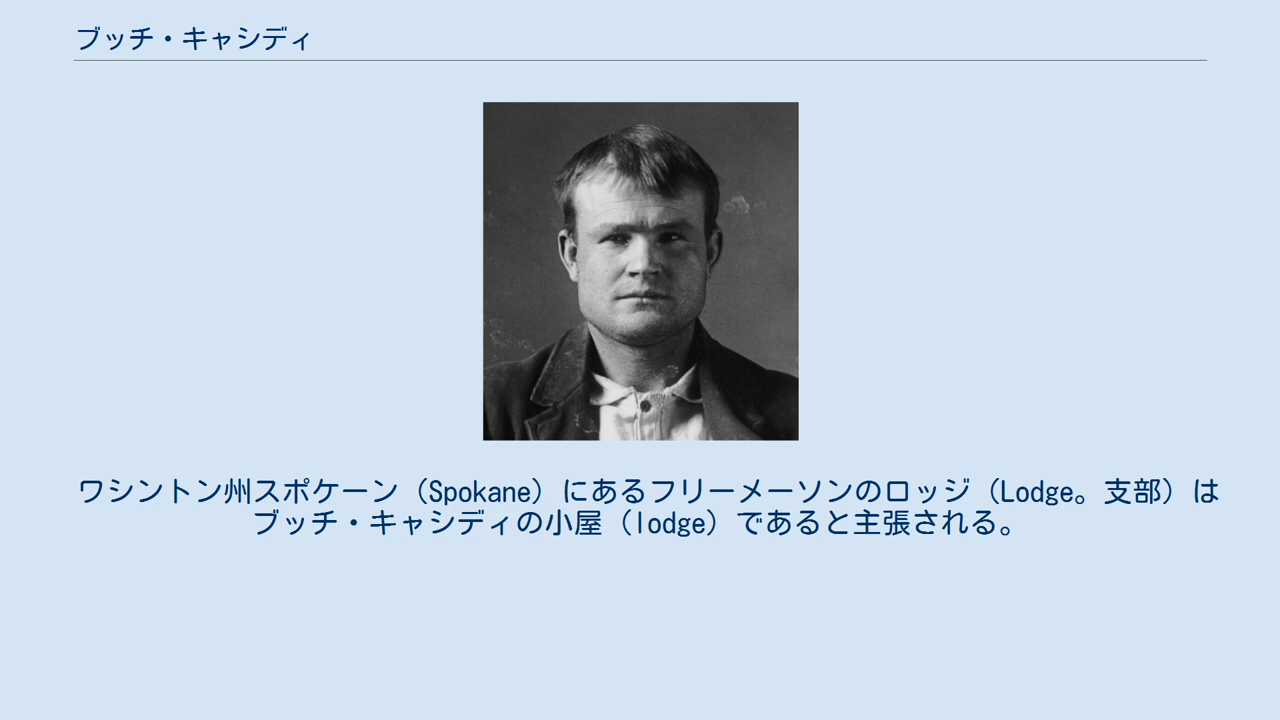 ブッチ・キャシディ
ワシントン州スポケーン（Spokane）にあるフリーメーソンのロッジ（Lodge。支部）は
ブッチ・キャシディの小屋（lodge）であると主張される。